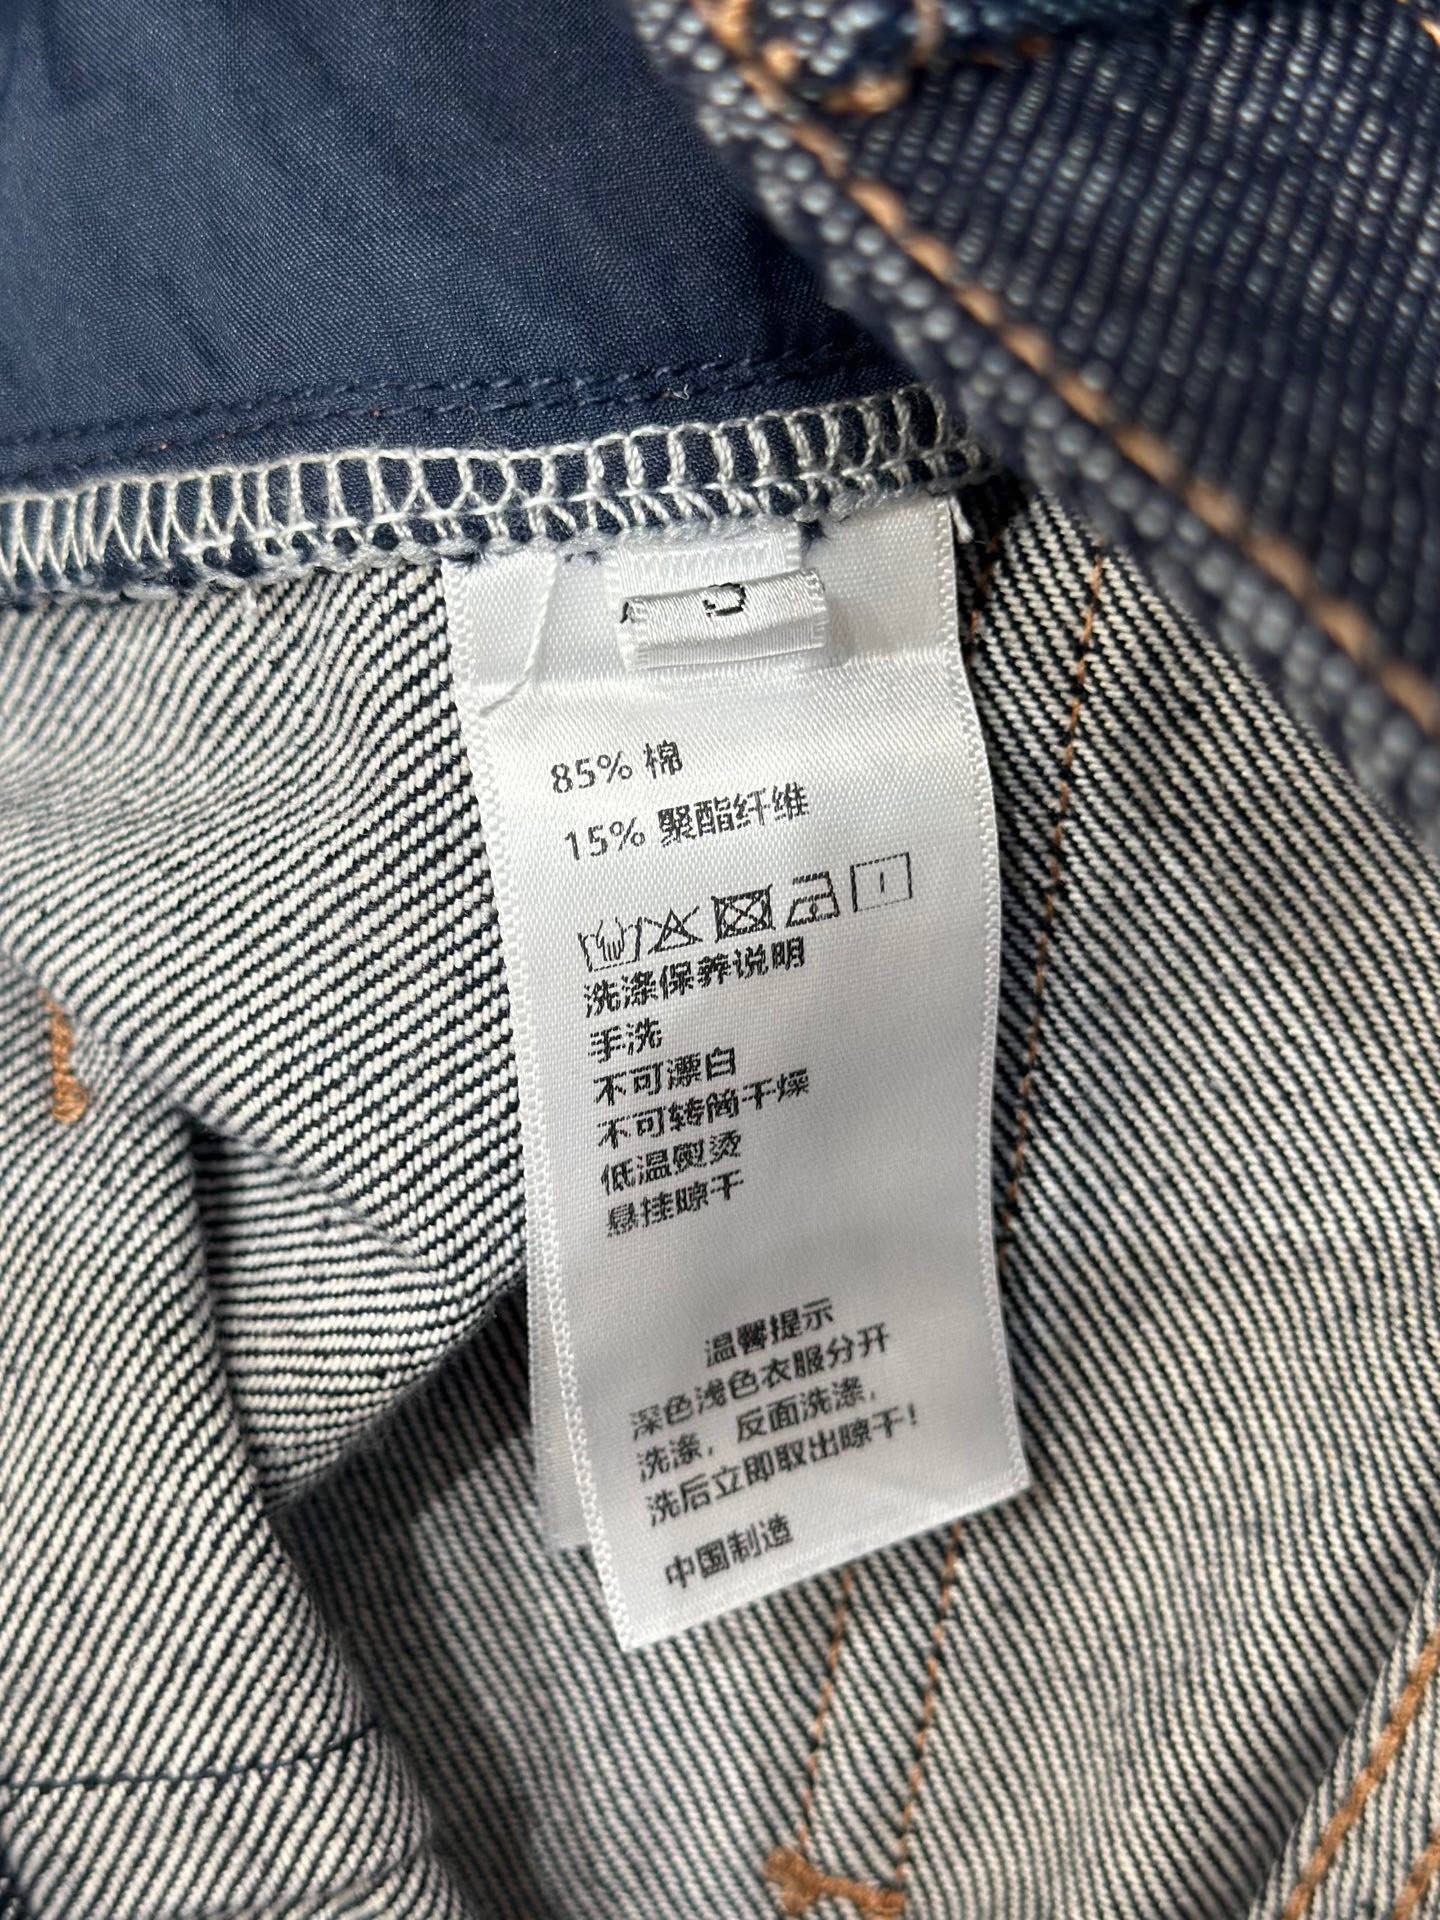 85% 棉
15% 聚酯纤维
洗涤保养说明
手洗
不可漂白
不可转筒干燥
低温熨烫
悬挂晾干
温馨提示
深色浅色衣服分开
洗涤，反面洗涤，
洗后立即取出晾干！
中国制造